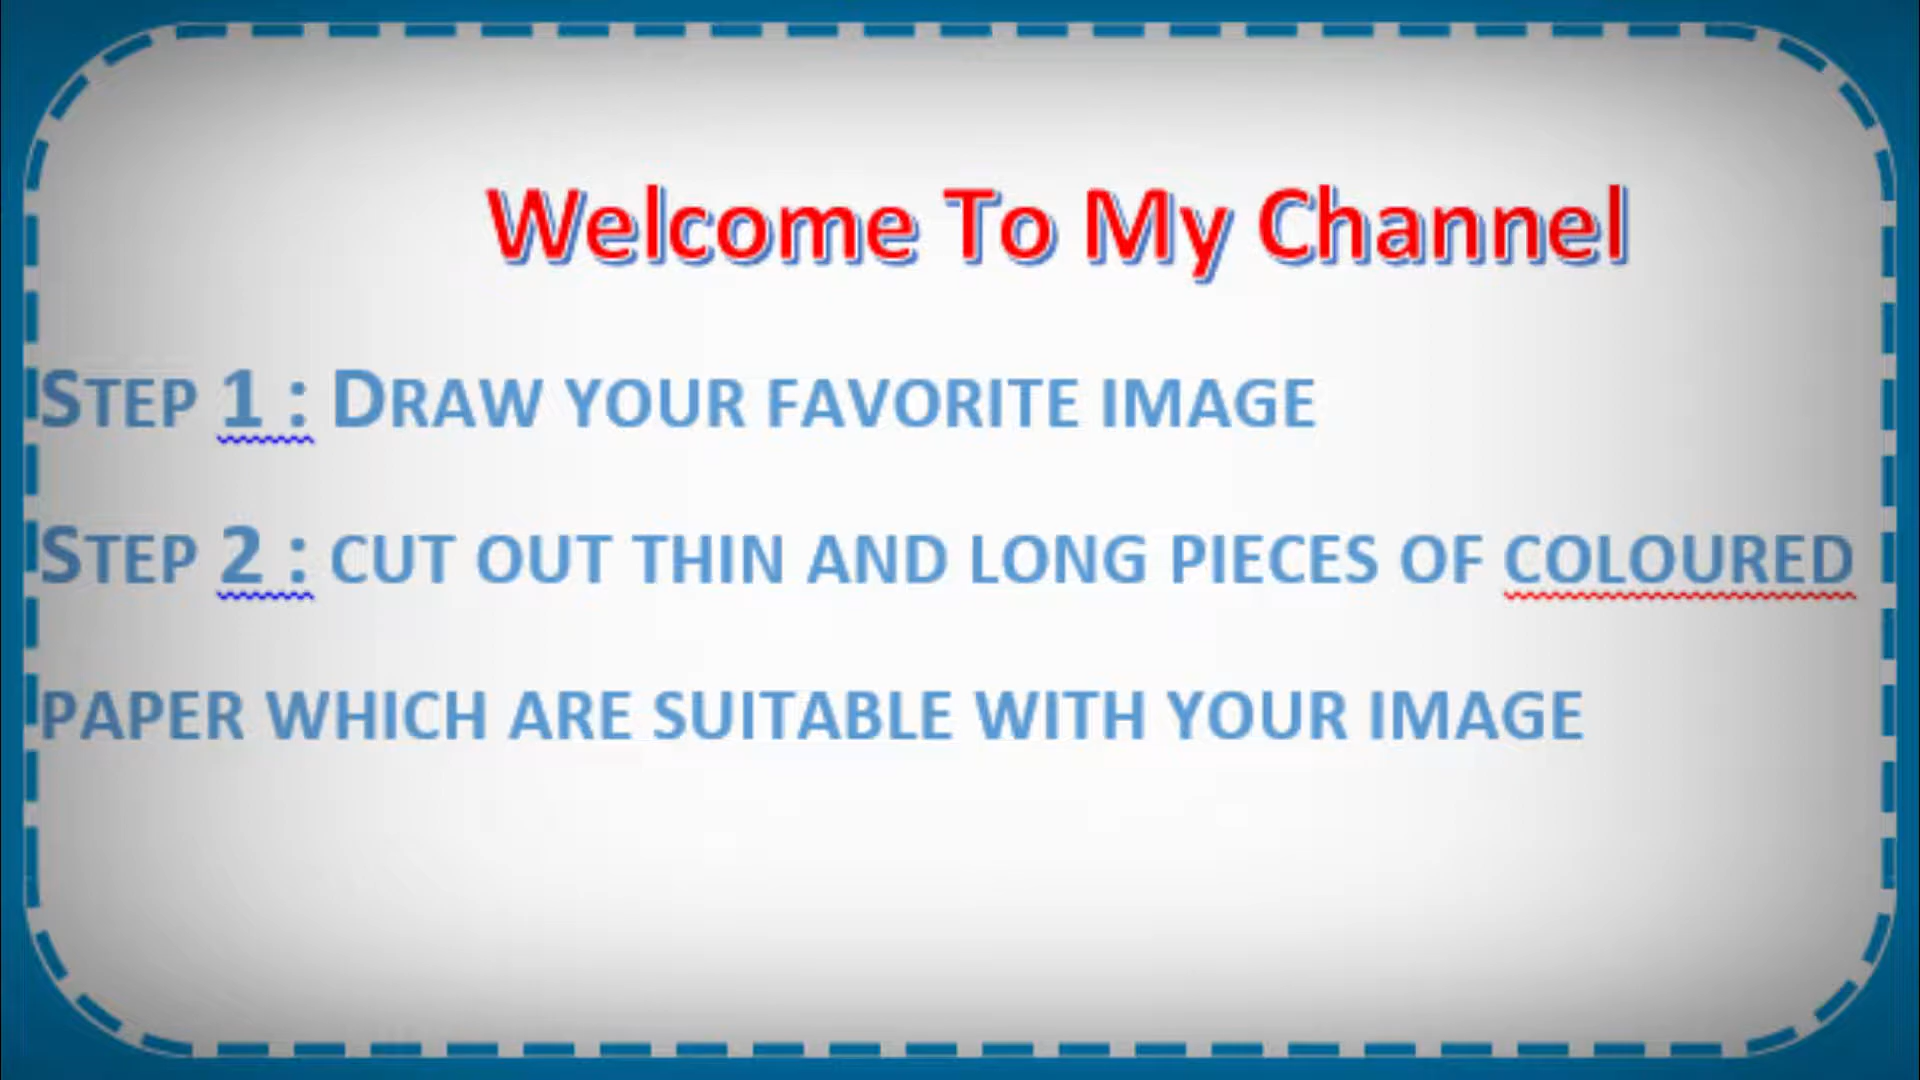 Welcome To My Channel
STEP 1 : DRAW YOUR FAVORITE IMAGE
STEP 2 : CUT OUT THIN AND LONG PIECES OF COLOURED
PAPER WHICH ARE SUITABLE WITH YOUR IMAGE